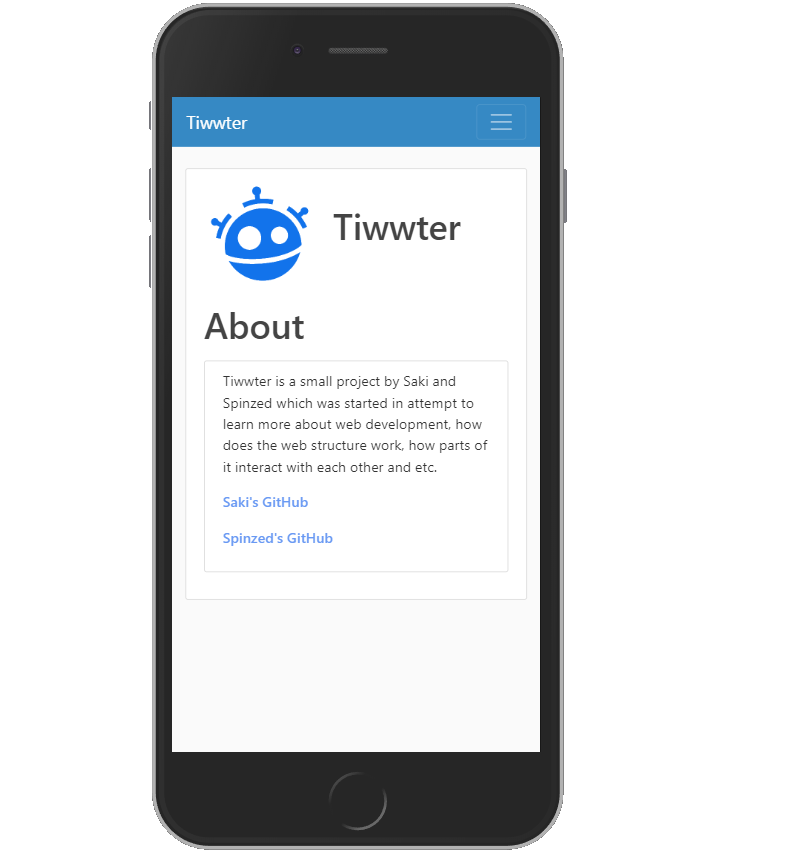 Tiwwter
Tiwwter
About
Tiwwter is a small project by Saki and
Spinzed which was started in attempt to
learn more about web development, how
does the web structure work, how parts of
it interact with each other and etc.
Saki's GitHub
Spinzed's GitHub